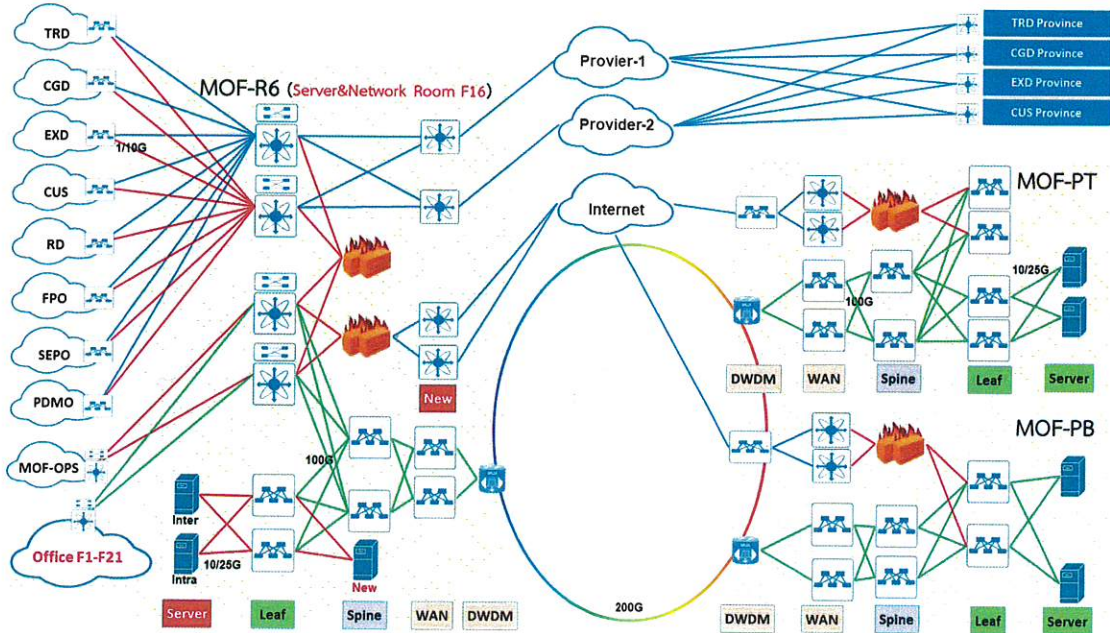 TRD
CGD
EXD
1/10G
CUS
RD
FPO
SEPO
PDMO
MOF-OPS
Office F1-F21
MOF-R6 (Server&Network Room F16)
Provier-1
Provider-2
Internet
TRD Province
CGD Province
EXD Province
CUS Province
New
100G
Inter
Intra
10/25G
New
Server
Leaf
Spine
WAN
DWDM
200G
MOF-PT
10/25G
100G
DWDM
WAN
Spine
Leaf
Server
MOF-PB
DWDM
WAN
Spine
Leaf
Server